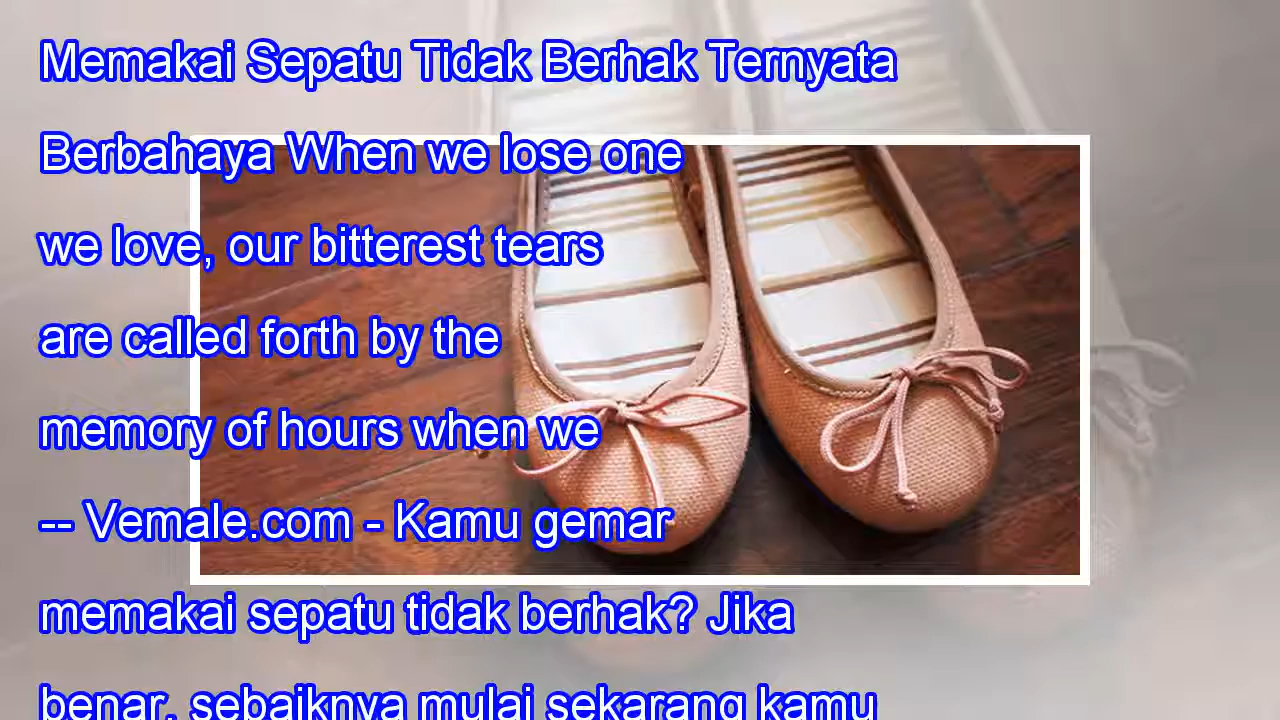 Memakai Sepatu Tidak Berhak Ternyata
Berbahaya When we lose one
we love, our bitterest tears
are called forth by the
memory of hours when we
-- Vemale.com - Kamu gemar
memakai sepatu tidak berhak? Jika
benar, sebaiknya mulai sekarang kamu